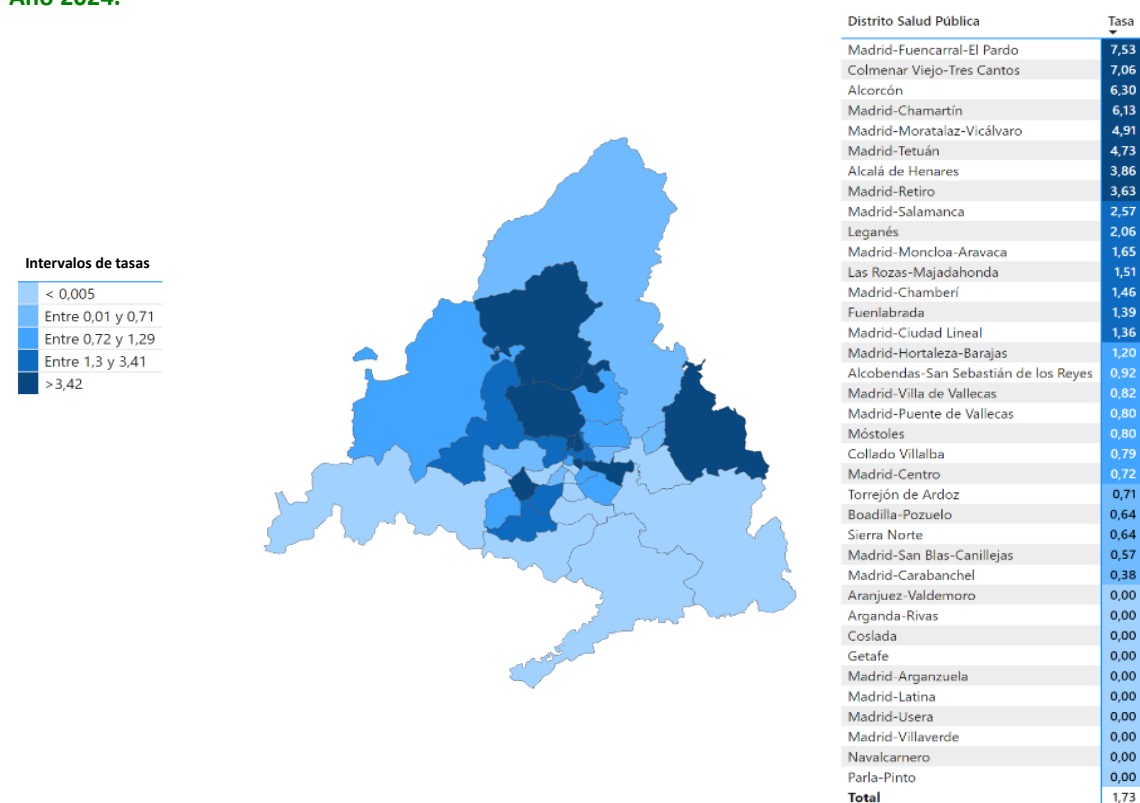 Año 2024.
Intervalos de tasas
< 0,005
Entre 0,01 y 0,71
Entre 0,72 y 1,29
Entre 1,3 y 3,41
>3,42
Distrito Salud Pública Tasa
Madrid-Fuencarral-El Pardo 7,53
Colmenar Viejo-Tres Cantos 7,06
Alcorcón 6,30
Madrid-Chamartín 6,13
Madrid-Moratalaz-Vicálvaro 4,91
Madrid-Tetuán 4,73
Alcalá de Henares 3,86
Madrid-Retiro 3,63
Madrid-Salamanca 2,57
Leganés 2,06
Madrid-Moncloa-Aravaca 1,65
Las Rozas-Majadahonda 1,51
Madrid-Chamberí 1,46
Fuenlabrada 1,39
Madrid-Ciudad Lineal 1,36
Madrid-Hortaleza-Barajas 1,20
Alcobendas-San Sebastián de los Reyes 0,92
Madrid-Villa de Vallecas 0,82
Madrid-Puente de Vallecas 0,80
Móstoles 0,80
Collado Villalba 0,79
Madrid-Centro 0,72
Torrejón de Ardoz 0,71
Boadilla-Pozuelo 0,64
Sierra Norte 0,64
Madrid-San Blas-Canillejas 0,57
Madrid-Carabanchel 0,38
Aranjuez-Valdemoro 0,00
Arganda-Rivas 0,00
Coslada 0,00
Getafe 0,00
Madrid-Arganzuela 0,00
Madrid-Latina 0,00
Madrid-Usera 0,00
Madrid-Villaverde 0,00
Navalcarnero 0,00
Parla-Pinto 0,00
Total 1,73